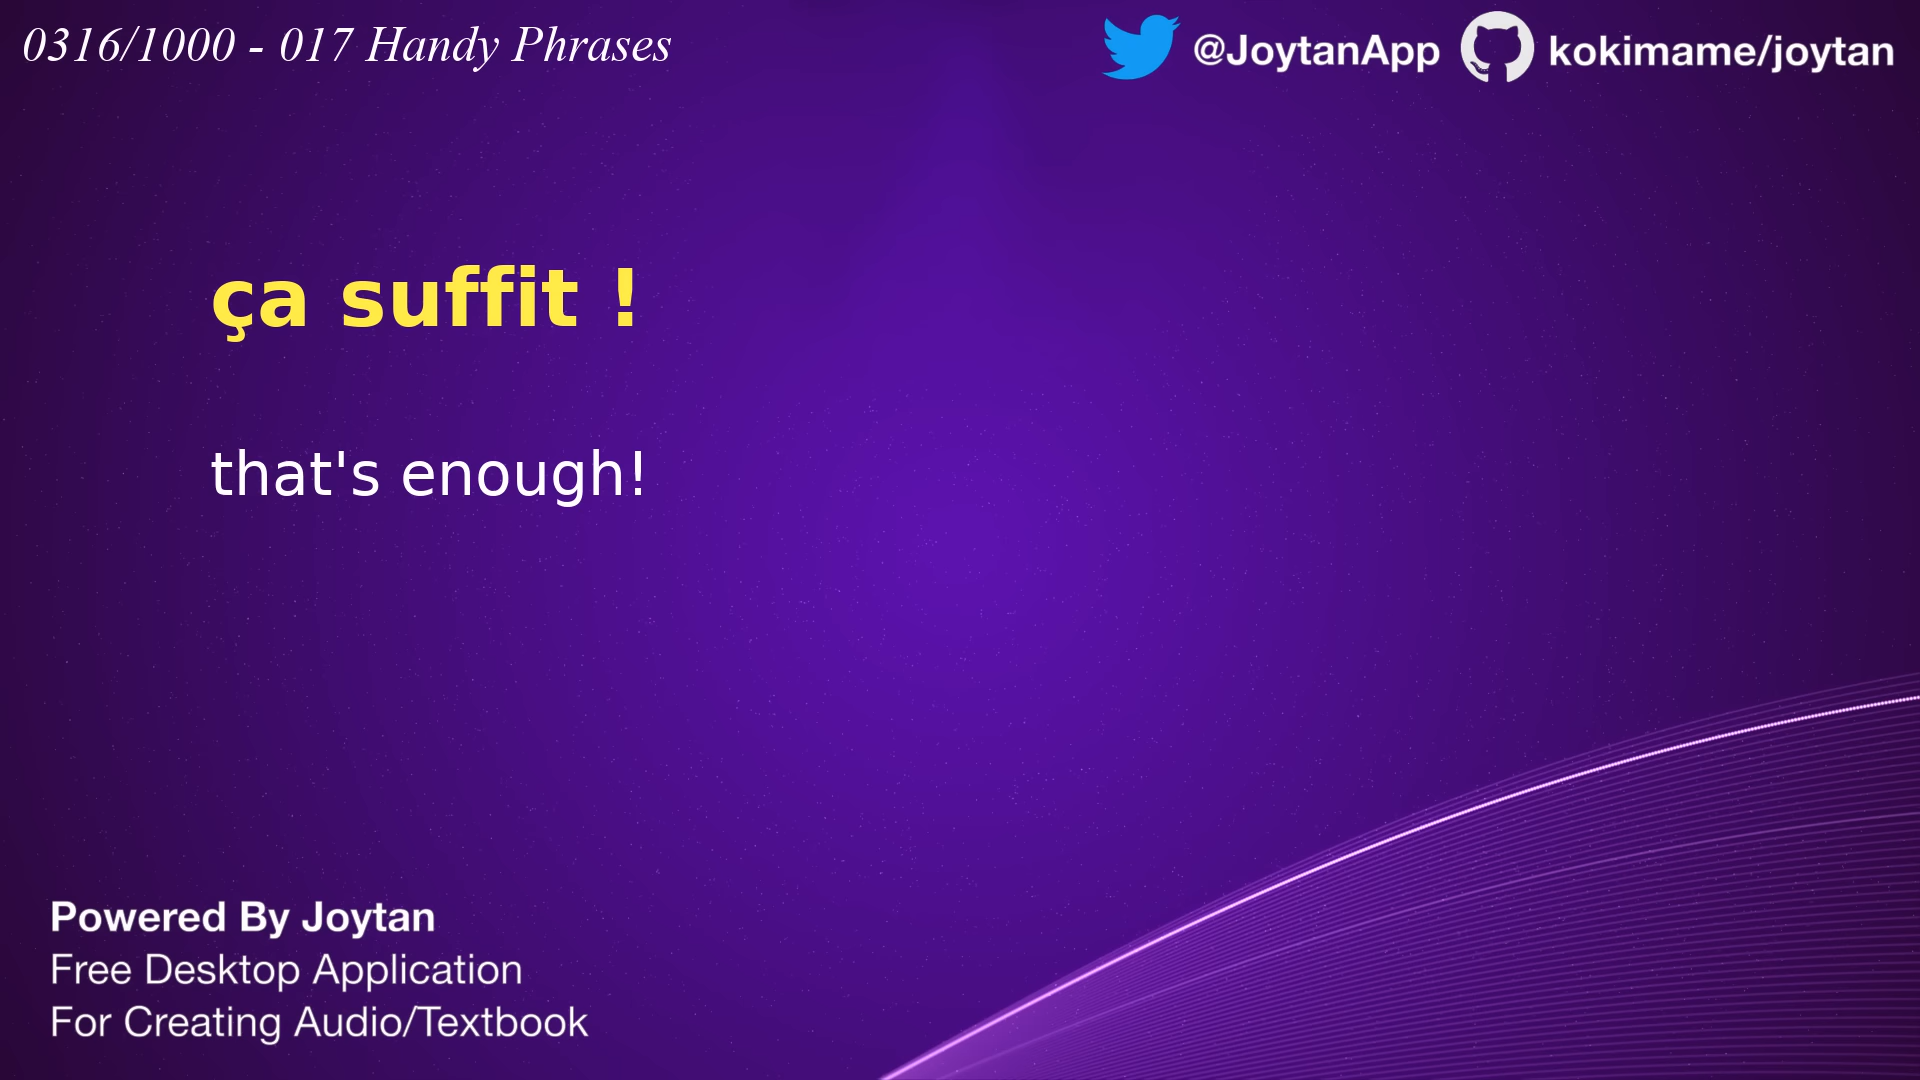 0316/1000 - 017 Handy Phrases
@JoytanApp
kokimame/joytan
ça suffit !
that's enough!
Powered By Joytan
Free Desktop Application
For Creating Audio/Textbook